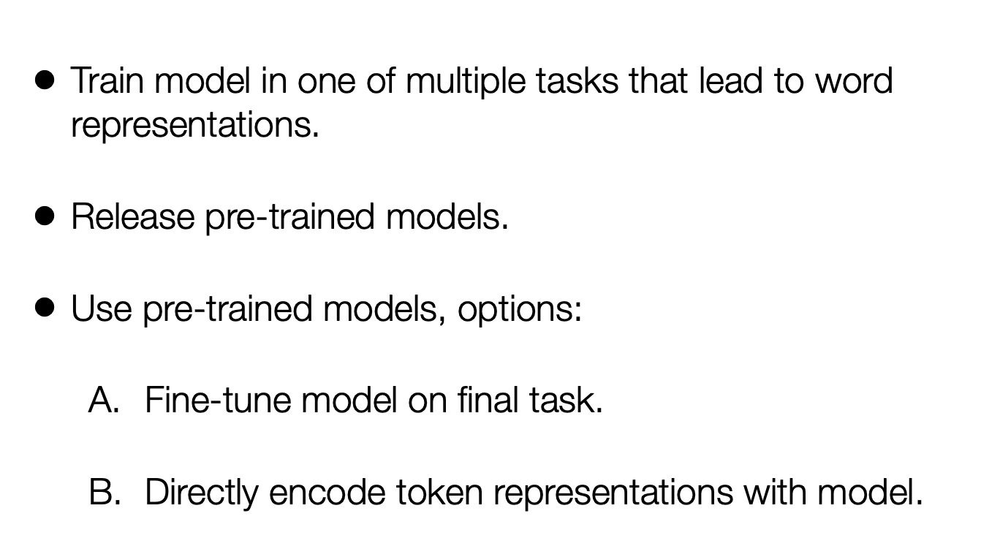 ● Train model in one of multiple tasks that lead to word
representations.
● Release pre-trained models.
● Use pre-trained models, options:
A. Fine-tune model on final task.
B. Directly encode token representations with model.